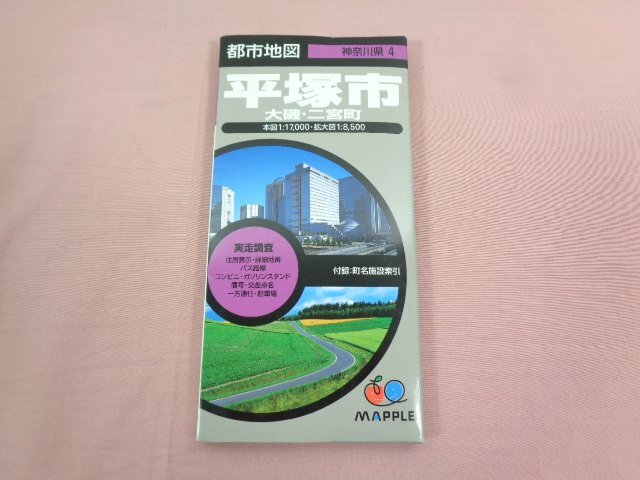 都市地図
神奈川県 4
平塚市
大磯・二宮町
本図1:17,000・拡大図1:8,500
実走調査
住居表示・詳細地番
バス路線
コンビニ・ガソリンスタンド
信号・交差点名
一方通行・駐車場
付録:町名施設索引
MAPPLE